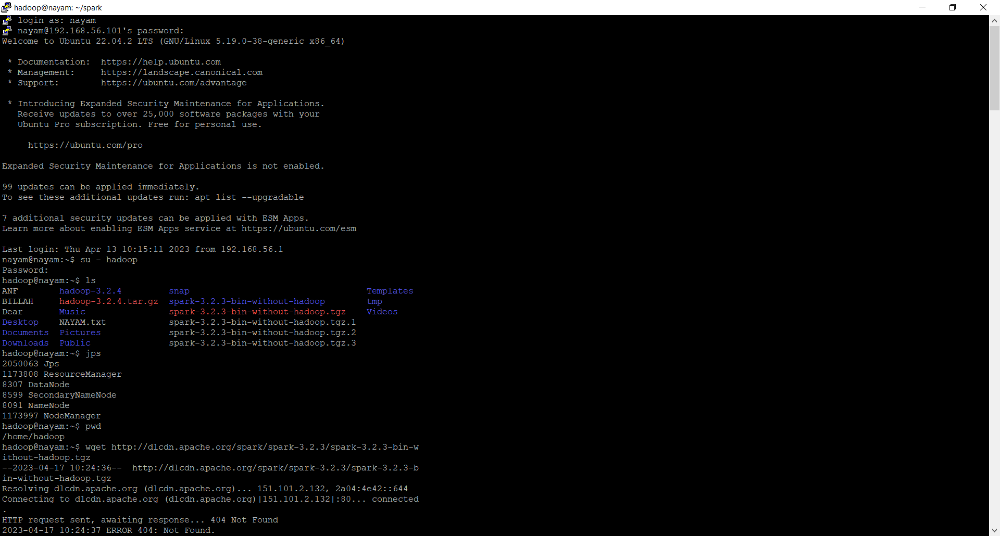 hadoop@nayam: ~/spark
login as: nayam
nayam@192.168.56.101's password:
Welcome to Ubuntu 22.04.2 LTS (GNU/Linux 5.19.0-38-generic x86_64)
* Documentation:  https://help.ubuntu.com
* Management:     https://landscape.canonical.com
* Support:        https://ubuntu.com/advantage
* Introducing Expanded Security Maintenance for Applications.
Receive updates to over 25,000 software packages with your
Ubuntu Pro subscription. Free for personal use.
https://ubuntu.com/pro
Expanded Security Maintenance for Applications is not enabled.
99 updates can be applied immediately.
To see these additional updates run: apt list --upgradable
7 additional security updates can be applied with ESM Apps.
Learn more about enabling ESM Apps service at https://ubuntu.com/esm
Last login: Thu Apr 13 10:15:11 2023 from 192.168.56.1
nayam@nayam:~$ su - hadoop
Password:
hadoop@nayam:~$ ls
ANF        hadoop-3.2.4         snap                                  Templates
BILLAH     hadoop-3.2.4.tar.gz  spark-3.2.3-bin-without-hadoop        tmp
Dear       Music                spark-3.2.3-bin-without-hadoop.tgz    Videos
Desktop    NAYAM.txt            spark-3.2.3-bin-without-hadoop.tgz.1
Documents  Pictures             spark-3.2.3-bin-without-hadoop.tgz.2
Downloads  Public               spark-3.2.3-bin-without-hadoop.tgz.3
hadoop@nayam:~$ jps
2050063 Jps
1173808 ResourceManager
8307 DataNode
8599 SecondaryNameNode
8091 NameNode
1173997 NodeManager
hadoop@nayam:~$ pwd
/home/hadoop
hadoop@nayam:~$ wget http://dlcdn.apache.org/spark/spark-3.2.3/spark-3.2.3-bin-w
ithout-hadoop.tgz
--2023-04-17 10:24:36--  http://dlcdn.apache.org/spark/spark-3.2.3/spark-3.2.3-b
in-without-hadoop.tgz
Resolving dlcdn.apache.org (dlcdn.apache.org)... 151.101.2.132, 2a04:4e42::644
Connecting to dlcdn.apache.org (dlcdn.apache.org)|151.101.2.132|:80... connected
.
HTTP request sent, awaiting response... 404 Not Found
2023-04-17 10:24:37 ERROR 404: Not Found.